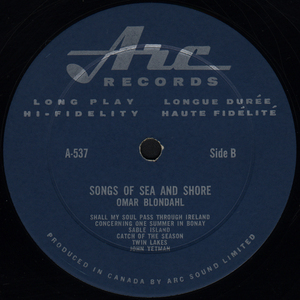 Arc
RECORDS
LONG PLAY LONGUE DURÉE
HI-FIDELITY HAUTE FIDÉLITÉ
A-537 Side B
SONGS OF SEA AND SHORE
OMAR BLONDAHL
SHALL MY SOUL PASS THROUGH IRELAND
CONCERNING ONE SUMMER IN BONAY
SABLE ISLAND
CATCH OF THE SEASON
TWIN LAKES
JOHN YETMAN
PRODUCED IN CANADA BY ARC SOUND LIMITED